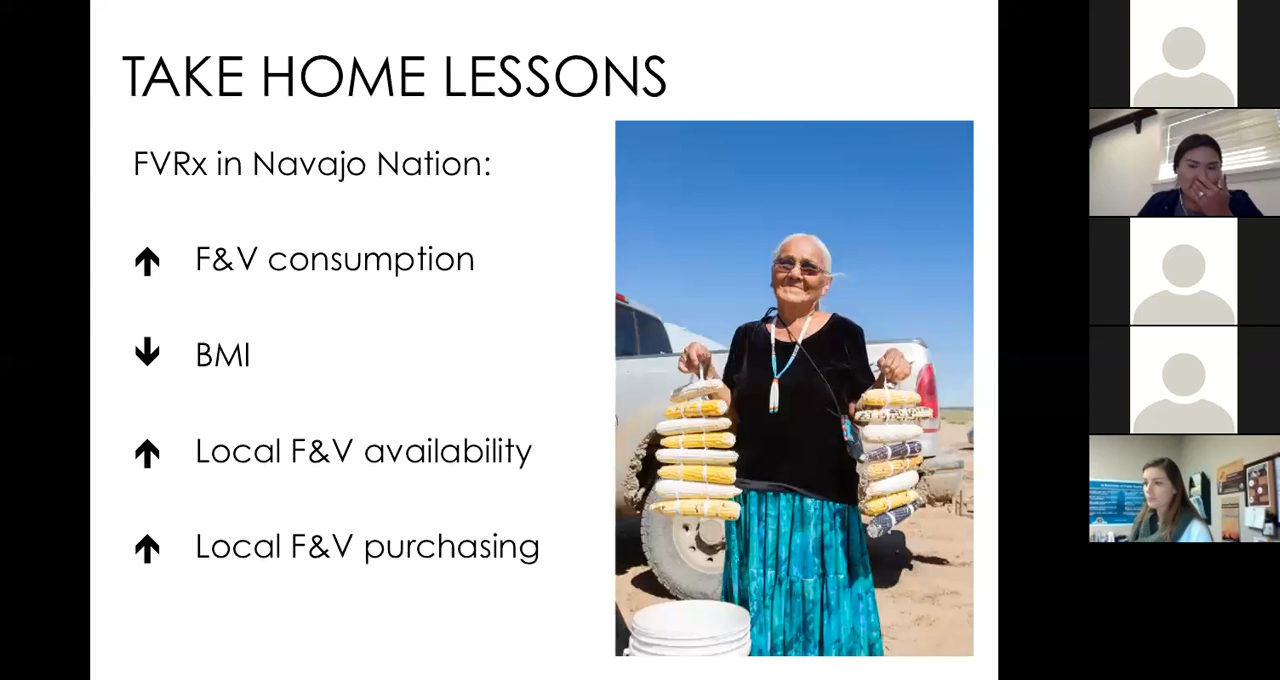 TAKE HOME LESSONS
FVRx in Navajo Nation:
↑ F&V consumption
↓ BMI
↑ Local F&V availability
↑ Local F&V purchasing